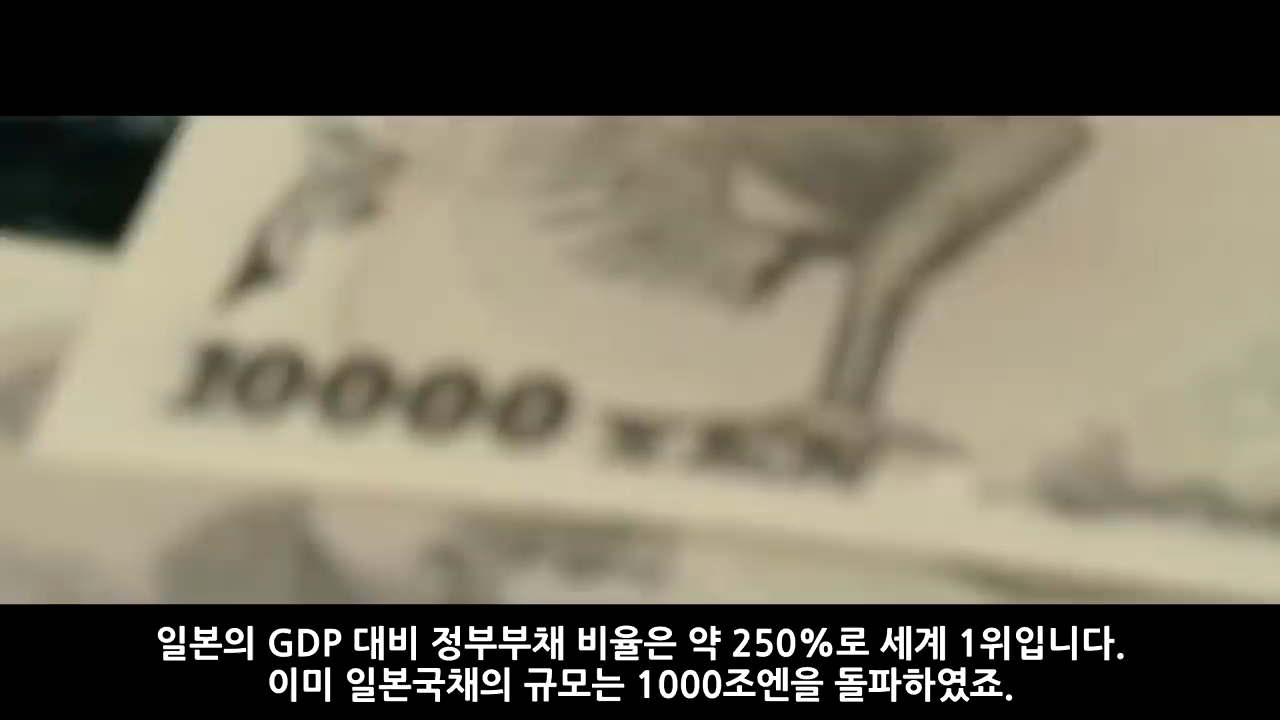 10000 YEN
일본의 GDP 대비 정부부채 비율은 약 250%로 세계 1위입니다.
이미 일본국채의 규모는 1000조엔을 돌파하였죠.